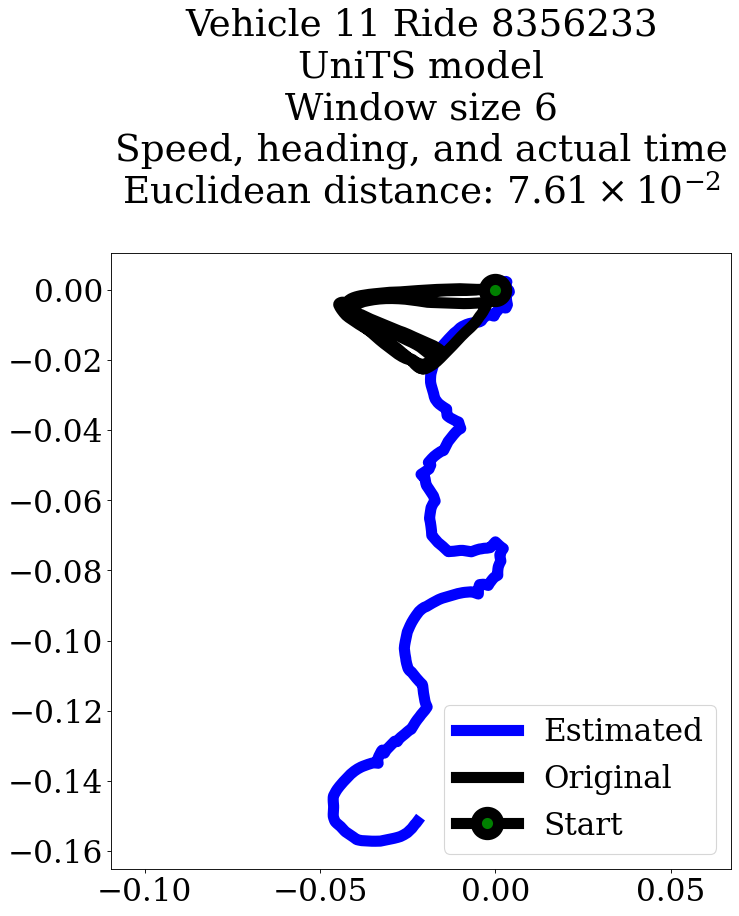 Vehicle 11 Ride 8356233
UniTS model
Window size 6
Speed, heading, and actual time
Euclidean distance: 7.61 × 10⁻²
0.00
−0.02
−0.04
−0.06
−0.08
−0.10
−0.12
−0.14
−0.16
Estimated
Original
Start
−0.10
−0.05
0.00
0.05